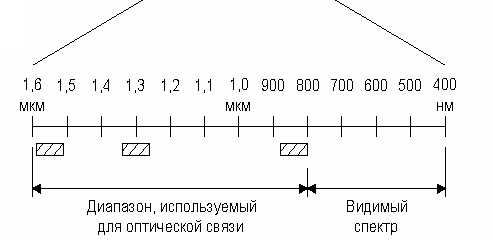 1,6 1,5 1,4 1,3 1,2 1,1 1,0 900 800 700 600 500 400
мкм мкм нм
Диапазон, используемый
для оптической связи
Видимый
спектр